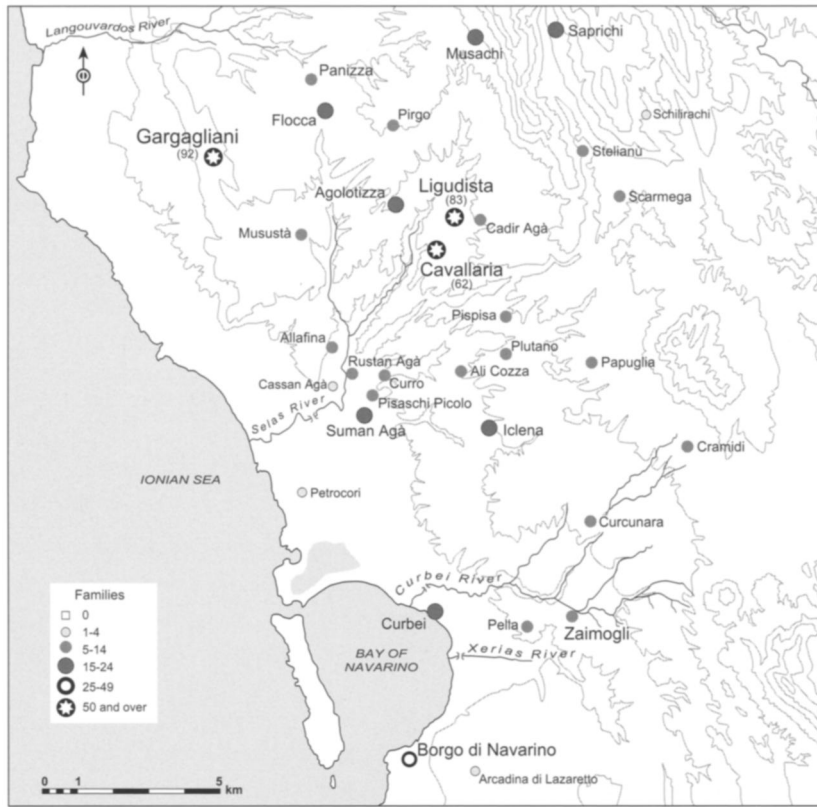 Langouvardos River
Saprichi
Musachi
Panizza
Flocca
Pirgo
Schilirachi
Gargagliani
(92)
Stelianù
Ligudista
(83)
Agolotizza
Scarmega
Cadir Agà
Musustà
Cavallaria
(62)
Pispisa
Allafina
Plutano
Rustan Agà
Papuglia
Ali Cozza
Cassan Agà
Curro
Pisaschi Picolo
Selas River
Suman Agà
Iclena
Cramidi
IONIAN SEA
Petrocori
Curcunara
Curbei River
Families
0
1-4
5-14
15-24
25-49
50 and over
Curbei
Pella
Zaimogli
BAY OF
NAVARINO
Xerias River
Borgo di Navarino
Arcadina di Lazaretto
0 1 5
km